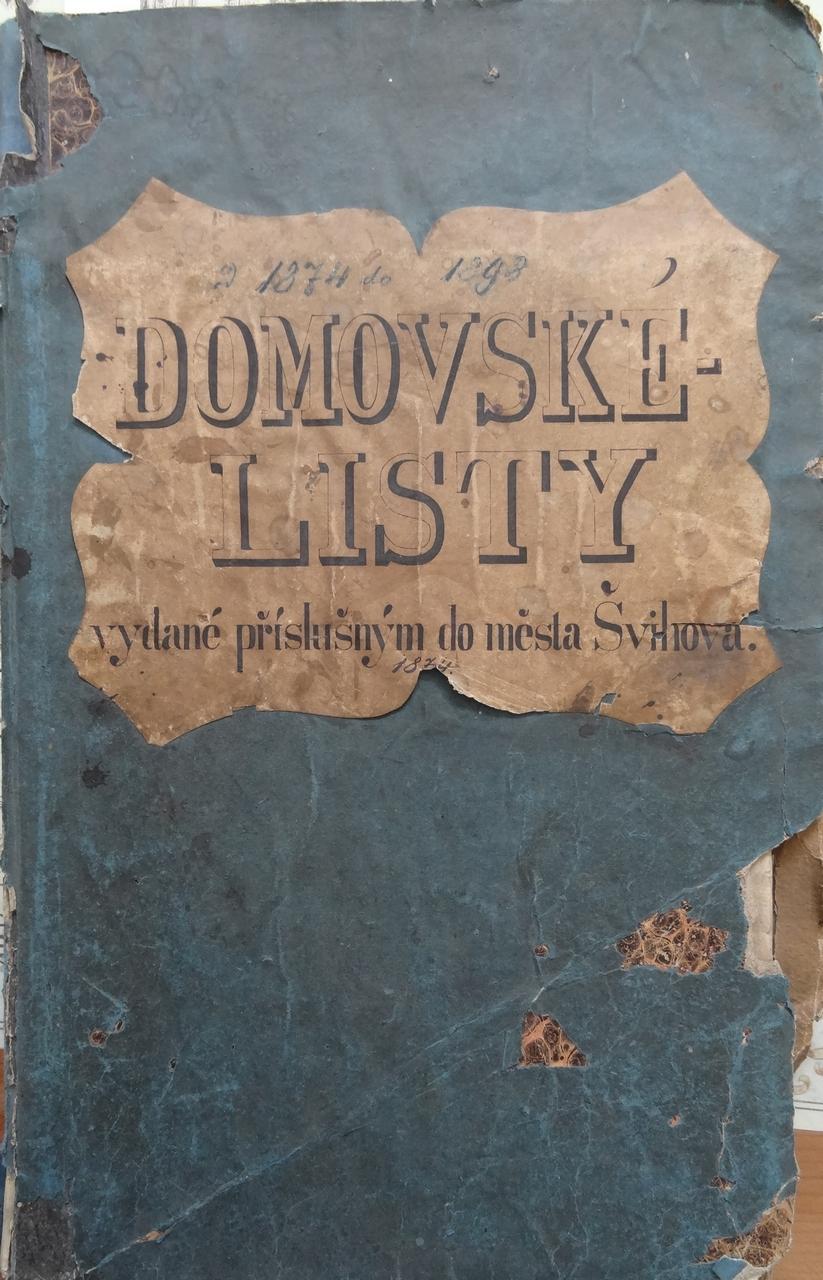 1874 do 1893
DOMOVSKÉ-
LISTY
vydané příslušným do města Švihova.
1874.